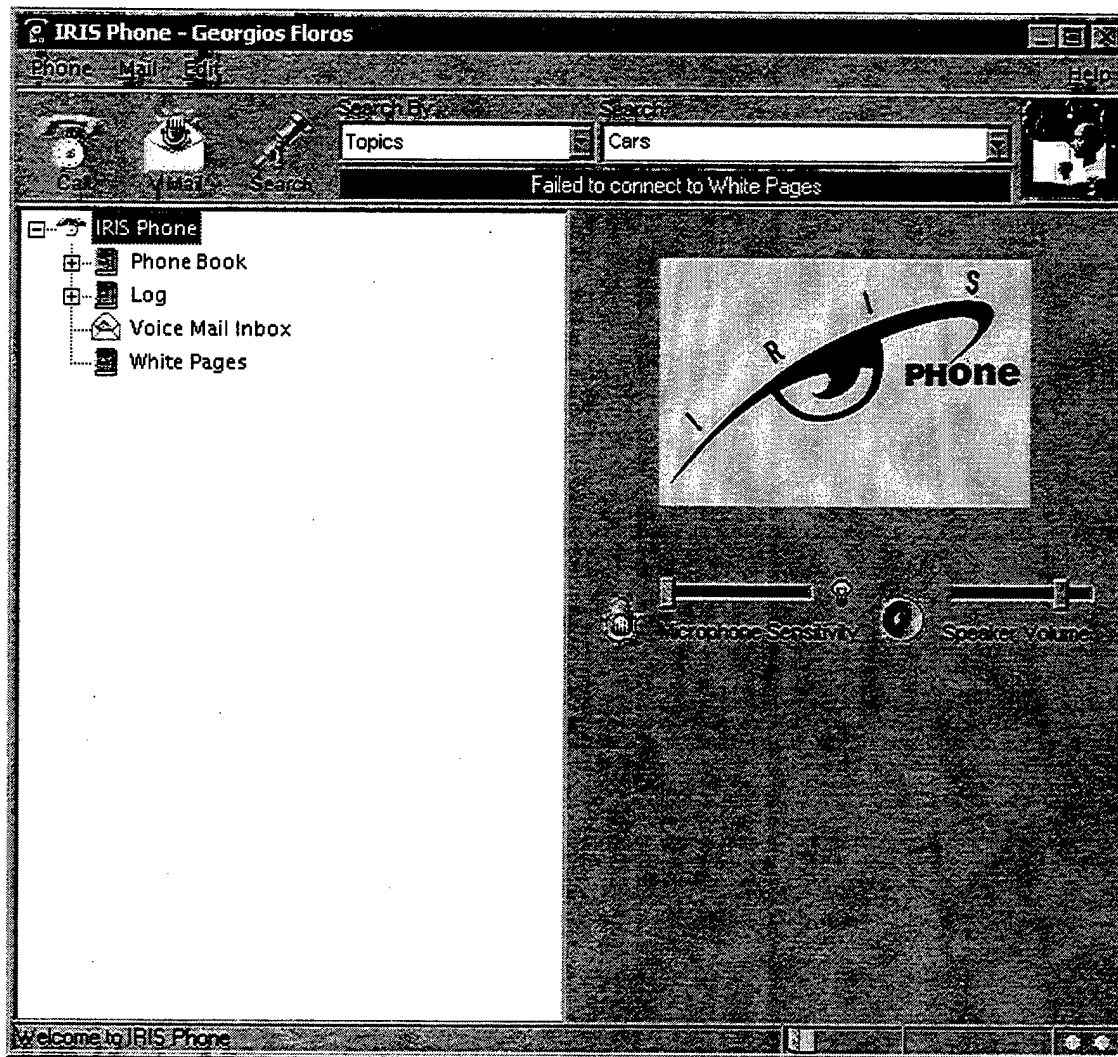 IRIS Phone - Georgios Floros
Phone Mail Edit Help
Search By: Search
Topics Cars
Call V/Mail Search
Failed to connect to White Pages
IRIS Phone
Phone Book
Log
Voice Mail Inbox
White Pages
IRIS
PHone
Microphone Sensitivity Speaker Volume
Welcome to IRIS Phone